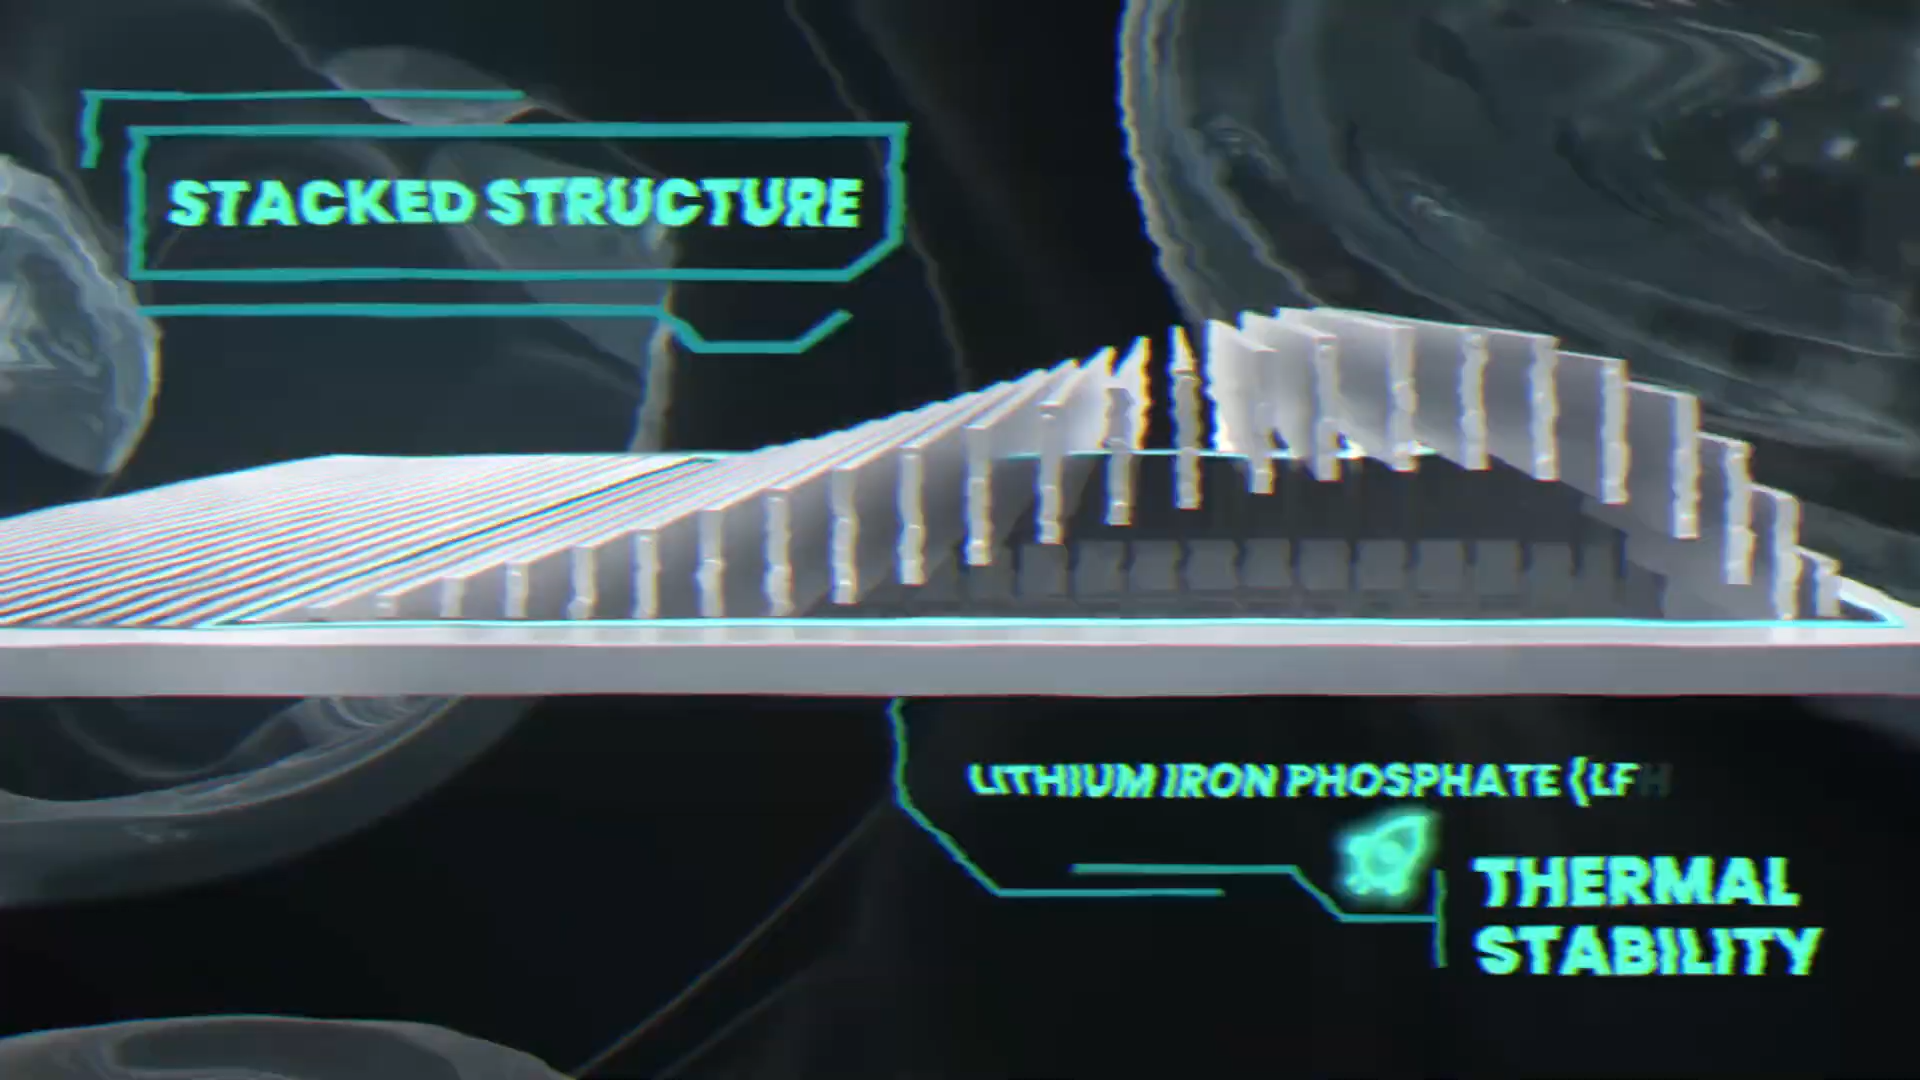 STACKED STRUCTURE
LITHIUM IRON PHOSPHATE (LF
THERMAL
STABILITY